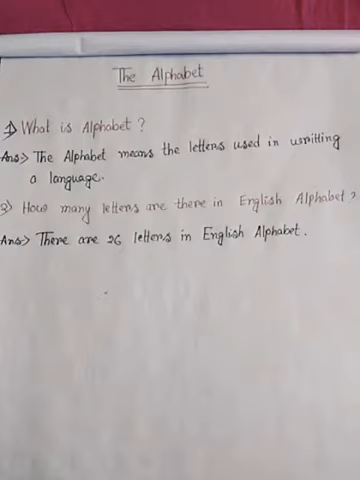 The Alphabet
1) What is Alphabet ?
Ans:> The Alphabet means the letters used in writting
a language.
2) How many letters are there in English Alphabet ?
Ans:> There are 26 letters in English Alphabet.